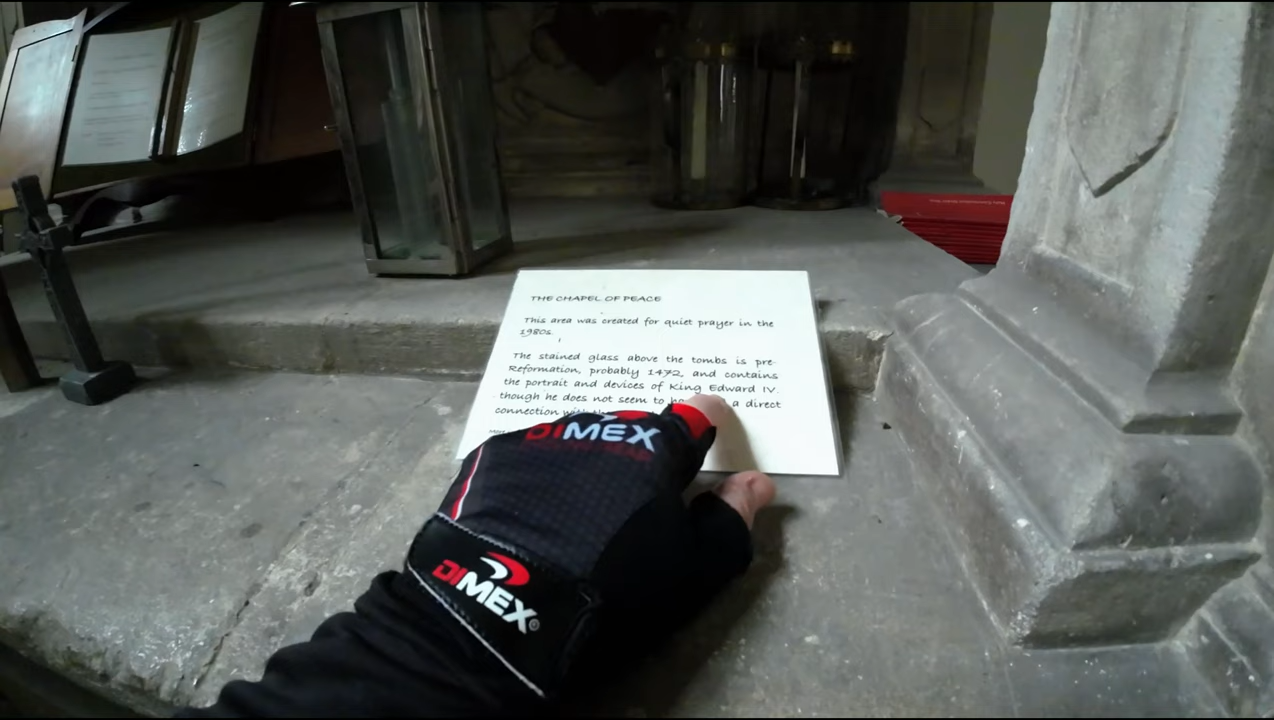 THE CHAPEL OF PEACE
This area was created for quiet prayer in the
1980s.
The stained glass above the tombs is pre-
Reformation, probably 1472, and contains
the portrait and devices of King Edward IV.
though he does not seem to a direct
connection
DIMEX
DIMEX®